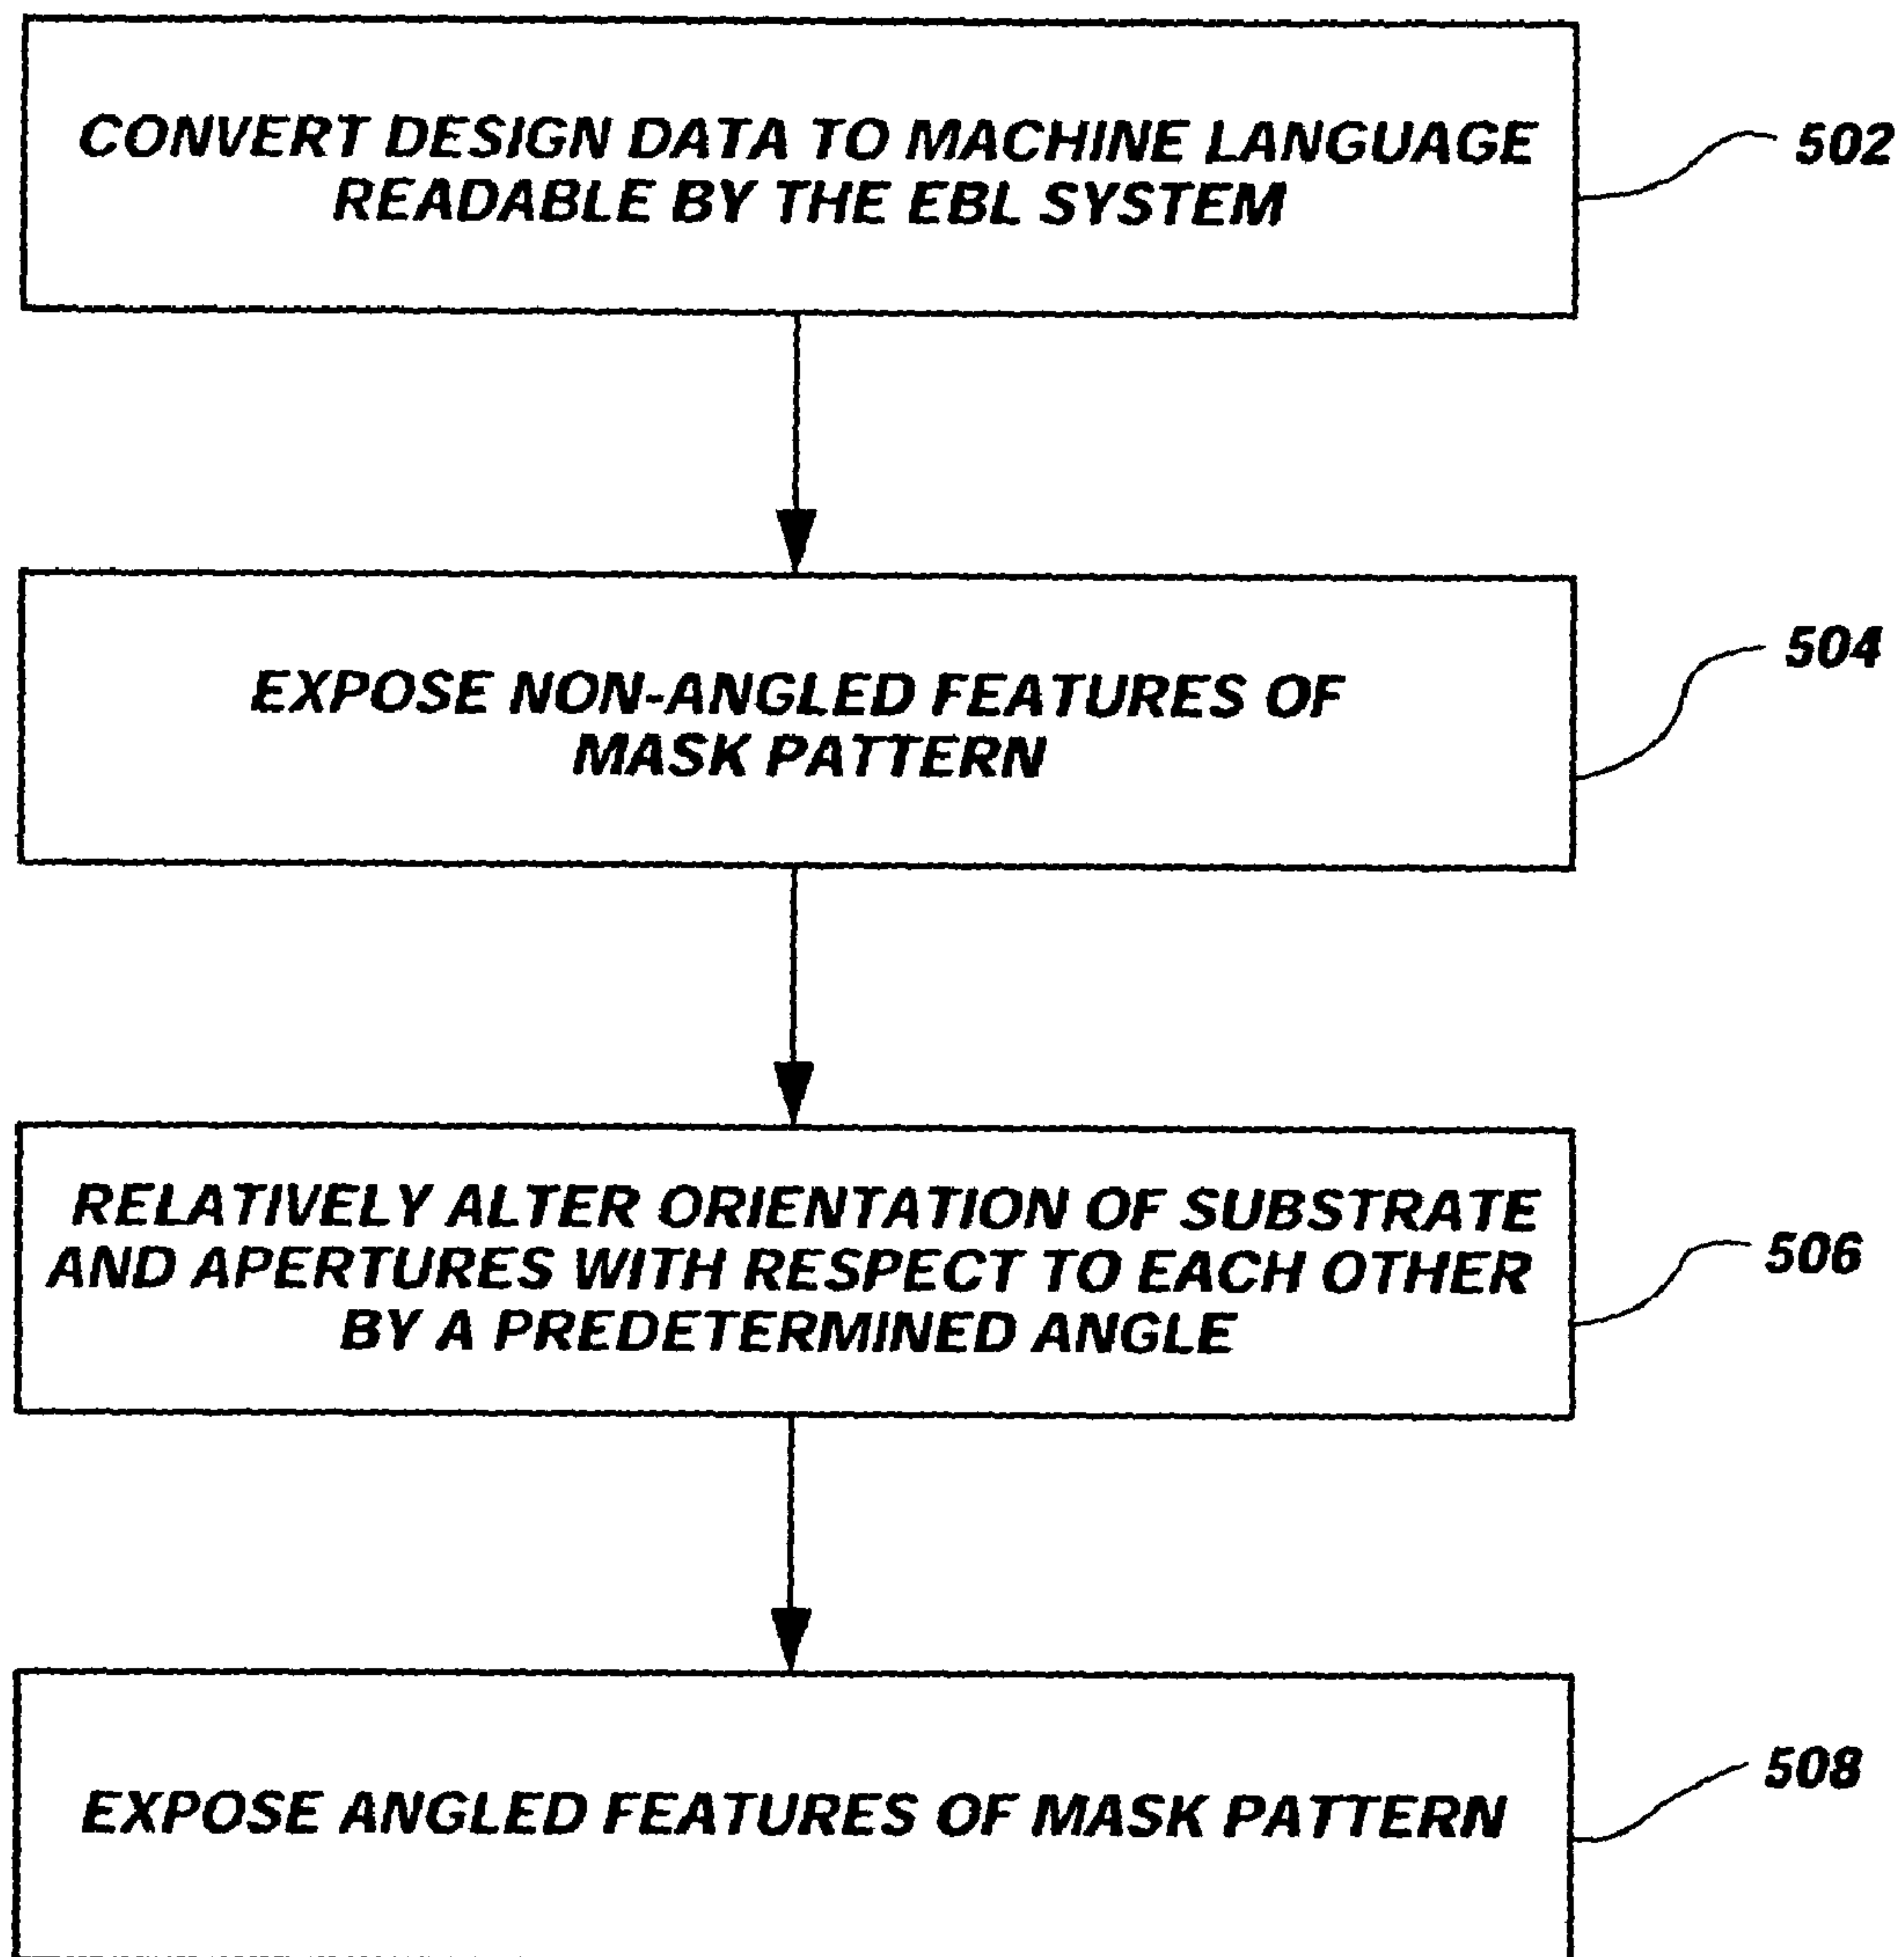 CONVERT DESIGN DATA TO MACHINE LANGUAGE
READABLE BY THE EBL SYSTEM
502
EXPOSE NON-ANGLED FEATURES OF
MASK PATTERN
504
RELATIVELY ALTER ORIENTATION OF SUBSTRATE
AND APERTURES WITH RESPECT TO EACH OTHER
BY A PREDETERMINED ANGLE
506
EXPOSE ANGLED FEATURES OF MASK PATTERN
508